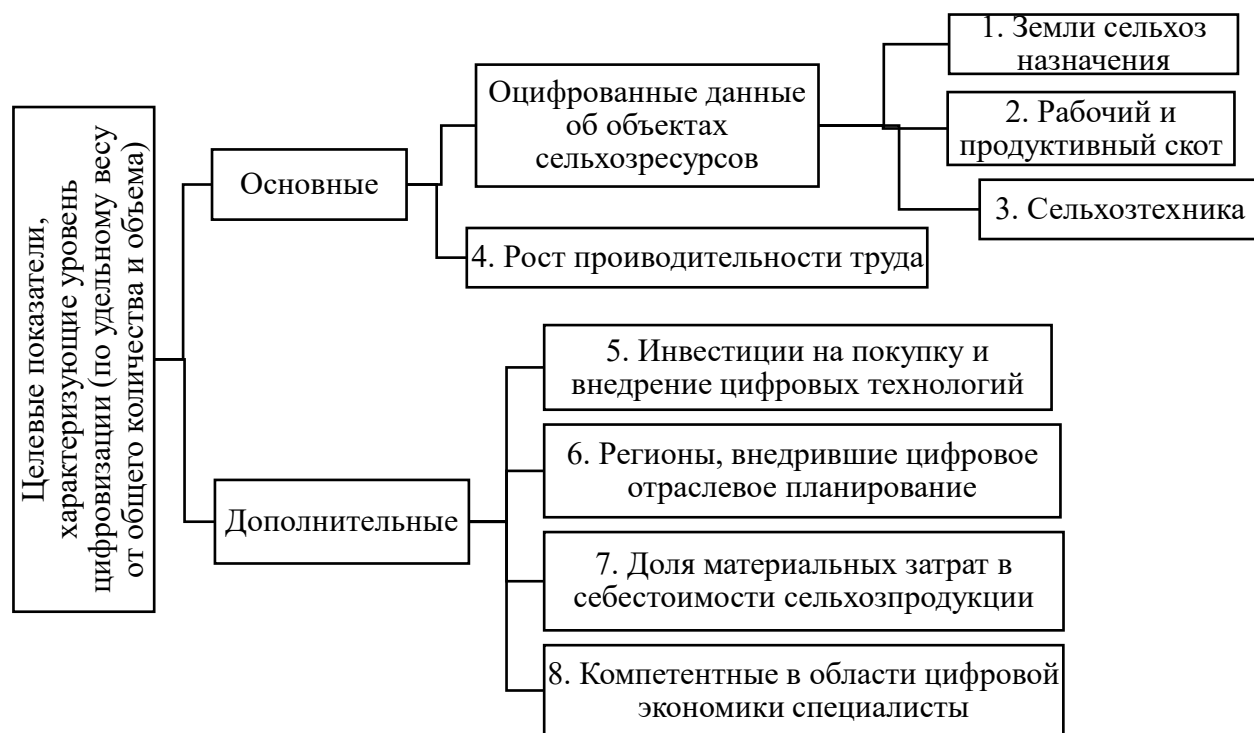 Целевые показатели,
характеризующие уровень
цифровизации (по удельному весу
от общего количества и объема)
Основные
Оцифрованные данные
об объектах
сельхозресурсов
1. Земли сельхоз
назначения
2. Рабочий и
продуктивный скот
3. Сельхозтехника
4. Рост проиводительности труда
Дополнительные
5. Инвестиции на покупку и
внедрение цифровых технологий
6. Регионы, внедрившие цифровое
отраслевое планирование
7. Доля материальных затрат в
себестоимости сельхозпродукции
8. Компетентные в области цифровой
экономики специалисты